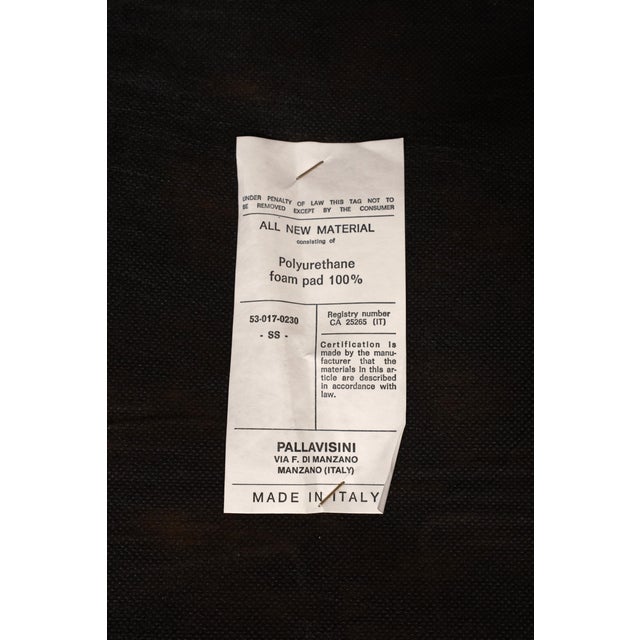 UNDER PENALTY OF LAW THIS TAG NOT TO
BE REMOVED EXCEPT BY THE CONSUMER
ALL NEW MATERIAL
consisting of
Polyurethane
foam pad 100%
53-017-0230
- SS -
Registry number
CA 25265 (IT)
Certification is
made by the manu-
facturer that the
materials in this ar-
ticle are described
in accordance with
law.
PALLAVISINI
VIA F. DI MANZANO
MANZANO (ITALY)
MADE IN ITALY